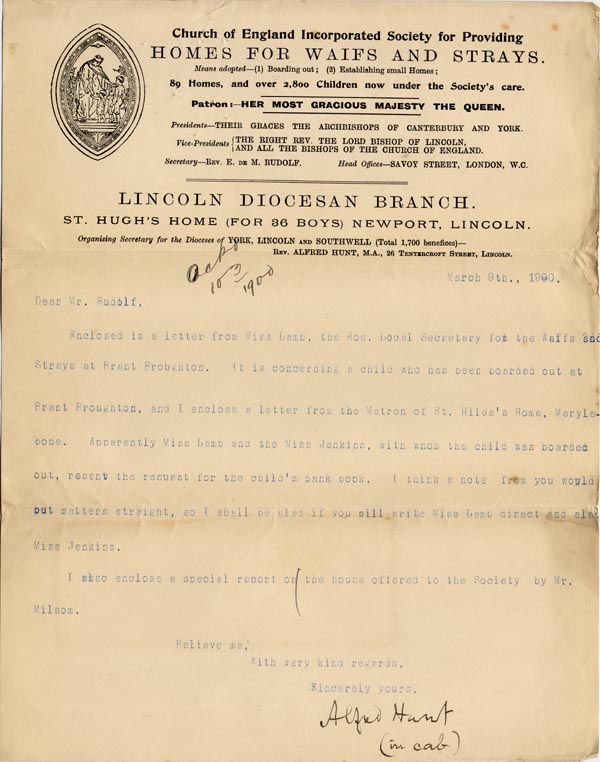 Church of England Incorporated Society for Providing
HOMES FOR WAIFS AND STRAYS.
Means adopted—(1) Boarding out; (2) Establishing small Homes;
89 Homes, and over 2,800 Children now under the Society's care.
Patron:—HER MOST GRACIOUS MAJESTY THE QUEEN.
Presidents—THEIR GRACES THE ARCHBISHOPS OF CANTERBURY AND YORK.
Vice-Presidents {THE RIGHT REV. THE LORD BISHOP OF LINCOLN,
{AND ALL THE BISHOPS OF THE CHURCH OF ENGLAND.
Secretary—REV. E. DE M. RUDOLF. Head Offices—SAVOY STREET, LONDON, W.C.
LINCOLN DIOCESAN BRANCH.
ST. HUGH'S HOME (FOR 36 BOYS) NEWPORT, LINCOLN.
Organising Secretary for the Dioceses of YORK, LINCOLN AND SOUTHWELL (Total 1,700 benefices)—
REV. ALFRED HUNT, M.A., 26 TENTERCROFT STREET, LINCOLN.
Ackd
10/3/1900
March 9th., 1900.
Dear Mr. Rudolf,
Enclosed is a letter from Miss Lamb, the Hon. Local Secretary for the Waifs and
Strays at Brant Broughton. It is concerning a child who has been boarded out at
Brant Broughton, and I enclose a letter from the Matron of St. Hilda's Home, Maryle-
bone. Apparently Miss Lamb and the Miss Jenkins, with whom the child was boarded
out, resent the request for the child's bank book. I think a note from you would
put matters straight, so I shall be glad if you will write Miss Lamb direct and also
Miss Jenkins.
I also enclose a special report on ( the house offered to the Society by Mr.
Milsom.
Believe me,
With very kind regards,
Sincerely yours,
Alfred Hunt
(in cab)